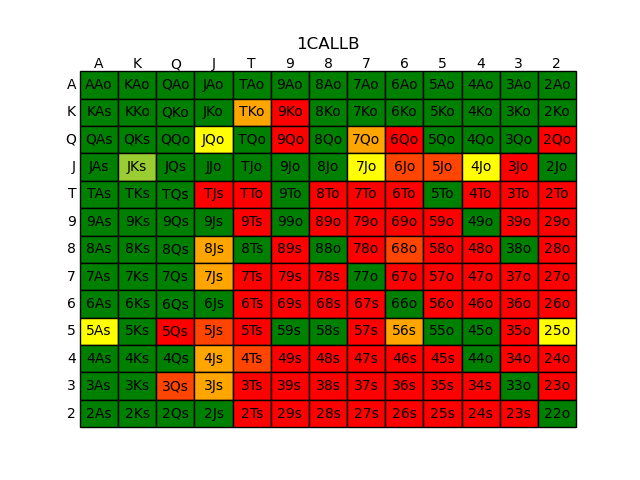 1CALLB
A K Q J T 9 8 7 6 5 4 3 2
A AAo KAo QAo JAo TAo 9Ao 8Ao 7Ao 6Ao 5Ao 4Ao 3Ao 2Ao
K KAs KKo QKo JKo TKo 9Ko 8Ko 7Ko 6Ko 5Ko 4Ko 3Ko 2Ko
Q QAs QKs QQo JQo TQo 9Qo 8Qo 7Qo 6Qo 5Qo 4Qo 3Qo 2Qo
J JAs JKs JQs JJo TJo 9Jo 8Jo 7Jo 6Jo 5Jo 4Jo 3Jo 2Jo
T TAs TKs TQs TJs TTo 9To 8To 7To 6To 5To 4To 3To 2To
9 9As 9Ks 9Qs 9Js 9Ts 99o 89o 79o 69o 59o 49o 39o 29o
8 8As 8Ks 8Qs 8Js 8Ts 89s 88o 78o 68o 58o 48o 38o 28o
7 7As 7Ks 7Qs 7Js 7Ts 79s 78s 77o 67o 57o 47o 37o 27o
6 6As 6Ks 6Qs 6Js 6Ts 69s 68s 67s 66o 56o 46o 36o 26o
5 5As 5Ks 5Qs 5Js 5Ts 59s 58s 57s 56s 55o 45o 35o 25o
4 4As 4Ks 4Qs 4Js 4Ts 49s 48s 47s 46s 45s 44o 34o 24o
3 3As 3Ks 3Qs 3Js 3Ts 39s 38s 37s 36s 35s 34s 33o 23o
2 2As 2Ks 2Qs 2Js 2Ts 29s 28s 27s 26s 25s 24s 23s 22o